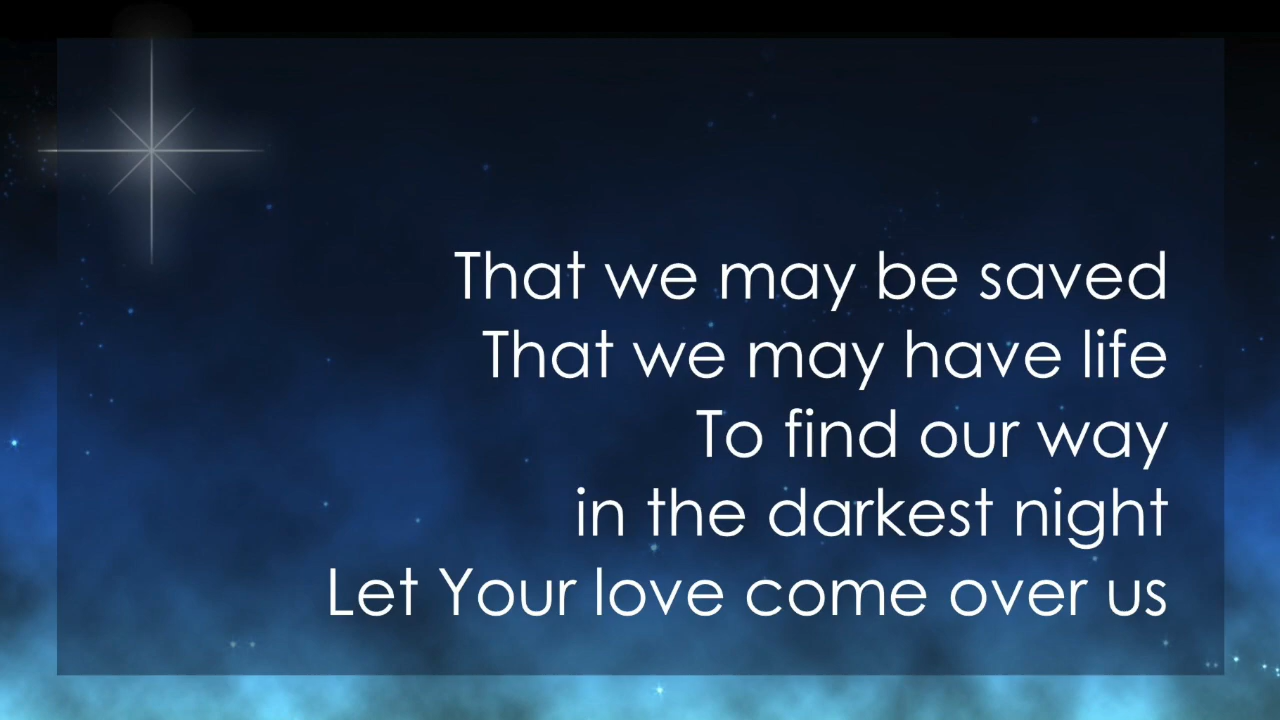 That we may be saved
That we may have life
To find our way
in the darkest night
Let Your love come over us